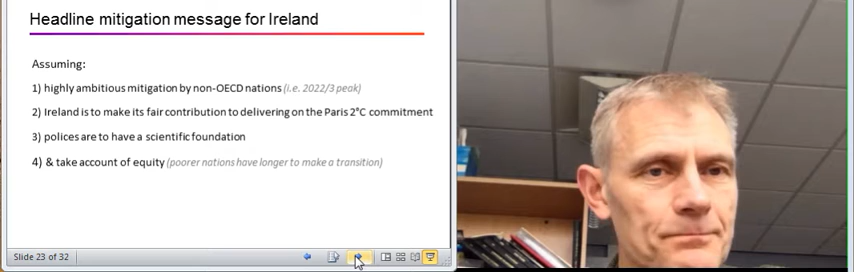 Headline mitigation message for Ireland
Assuming:
1) highly ambitious mitigation by non-OECD nations (i.e. 2022/3 peak)
2) Ireland is to make its fair contribution to delivering on the Paris 2°C commitment
3) polices are to have a scientific foundation
4) & take account of equity (poorer nations have longer to make a transition)
Slide 23 of 32